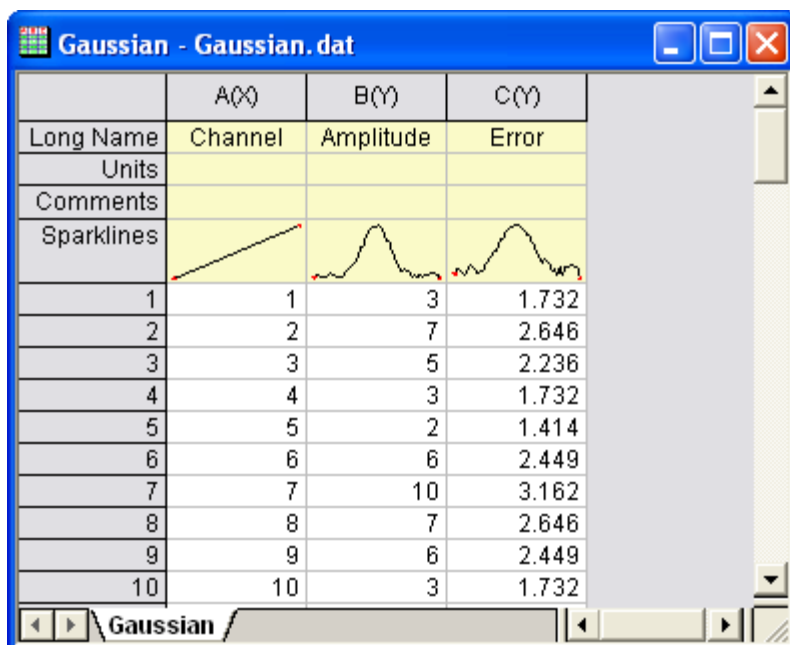 Gaussian - Gaussian.dat
A(X) B(Y) C(Y)
Long Name Channel Amplitude Error
Units
Comments
Sparklines
1 1 3 1.732
2 2 7 2.646
3 3 5 2.236
4 4 3 1.732
5 5 2 1.414
6 6 6 2.449
7 7 10 3.162
8 8 7 2.646
9 9 6 2.449
10 10 3 1.732
Gaussian